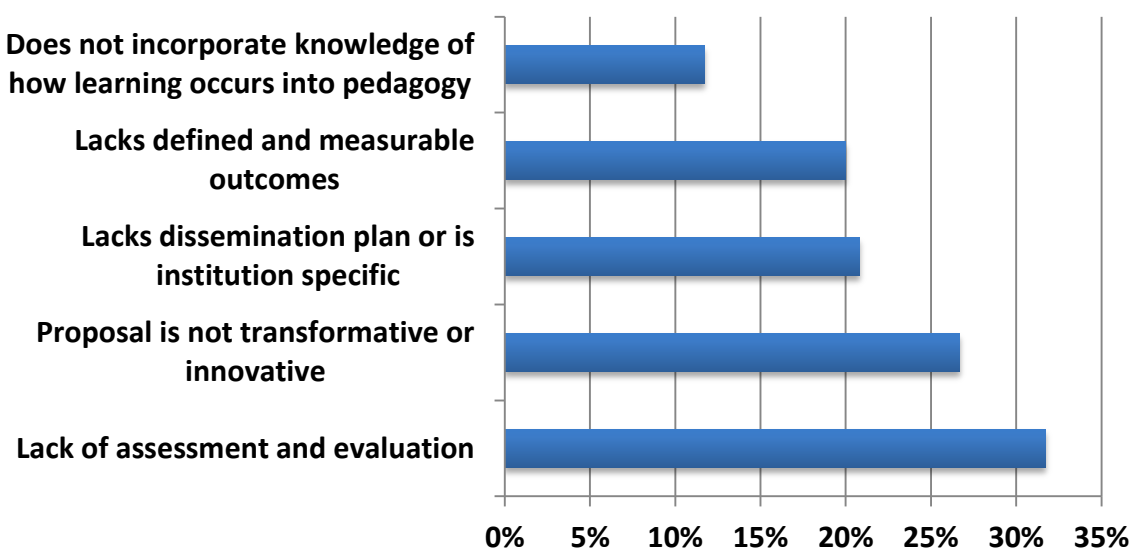 Does not incorporate knowledge of
how learning occurs into pedagogy
Lacks defined and measurable
outcomes
Lacks dissemination plan or is
institution specific
Proposal is not transformative or
innovative
Lack of assessment and evaluation
0% 5% 10% 15% 20% 25% 30% 35%